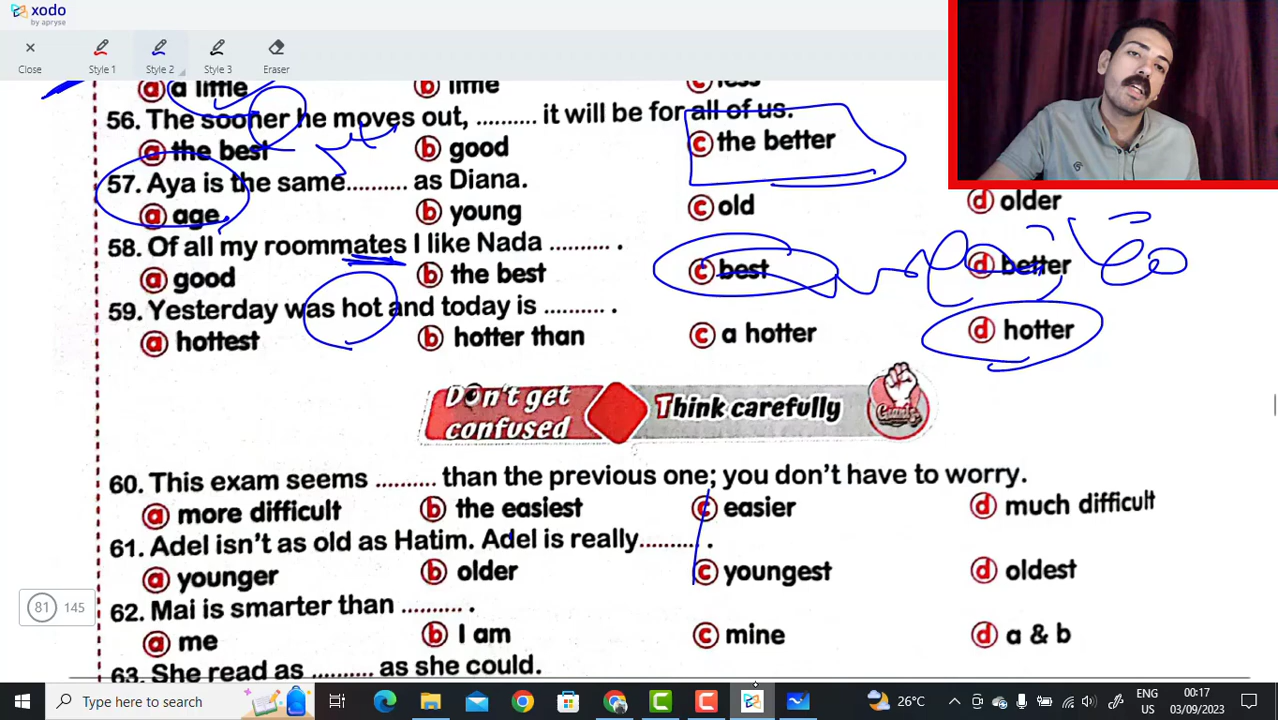 xodo
by apryse
Close
Style 1
Style 2
Style 3
Eraser
a a little b little c less
56. The sooner he moves out, .......... it will be for all of us.
a the best b good c the better
57. Aya is the same.......... as Diana.
a age b young c old d older
58. Of all my roommates I like Nada .......... .
a good b the best c best d better
59. Yesterday was hot and today is .......... .
a hottest b hotter than c a hotter d hotter
Don't get
confused
Think carefully
60. This exam seems .......... than the previous one; you don't have to worry.
a more difficult b the easiest c easier d much difficult
61. Adel isn't as old as Hatim. Adel is really.......... .
a younger b older c youngest d oldest
62. Mai is smarter than .......... .
a me b I am c mine d a & b
63. She read as .......... as she could.
81 145
Type here to search
26°C
ENG
US
00:17
03/09/2023